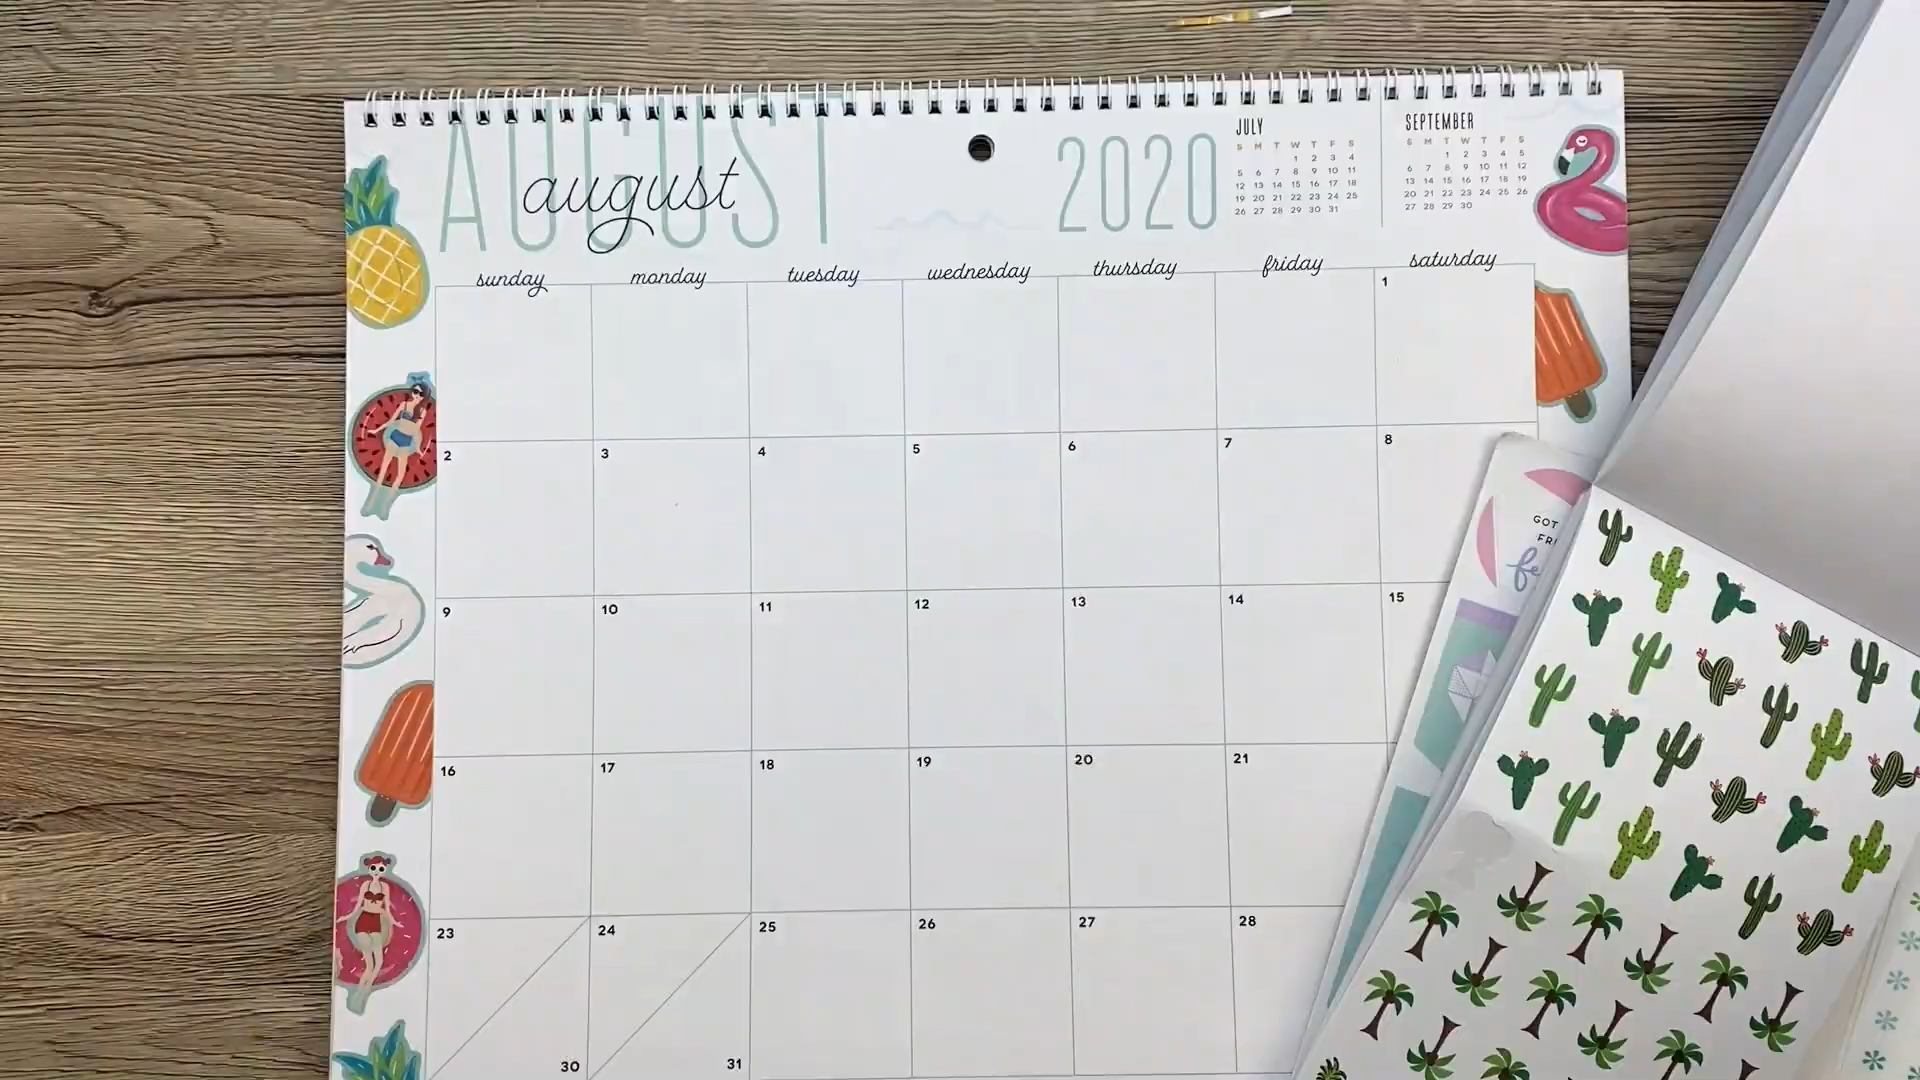 AUGUST
august
2020
JULY
S M T W T F S
1 2 3 4
5 6 7 8 9 10 11
12 13 14 15 16 17 18
19 20 21 22 23 24 25
26 27 28 29 30 31
SEPTEMBER
S M T W T F S
1 2 3 4 5
6 7 8 9 10 11 12
13 14 15 16 17 18 19
20 21 22 23 24 25 26
27 28 29 30
sunday monday tuesday wednesday thursday friday saturday
1
2 3 4 5 6 7 8
9 10 11 12 13 14 15
16 17 18 19 20 21
23 24 25 26 27 28
30 31
GOT